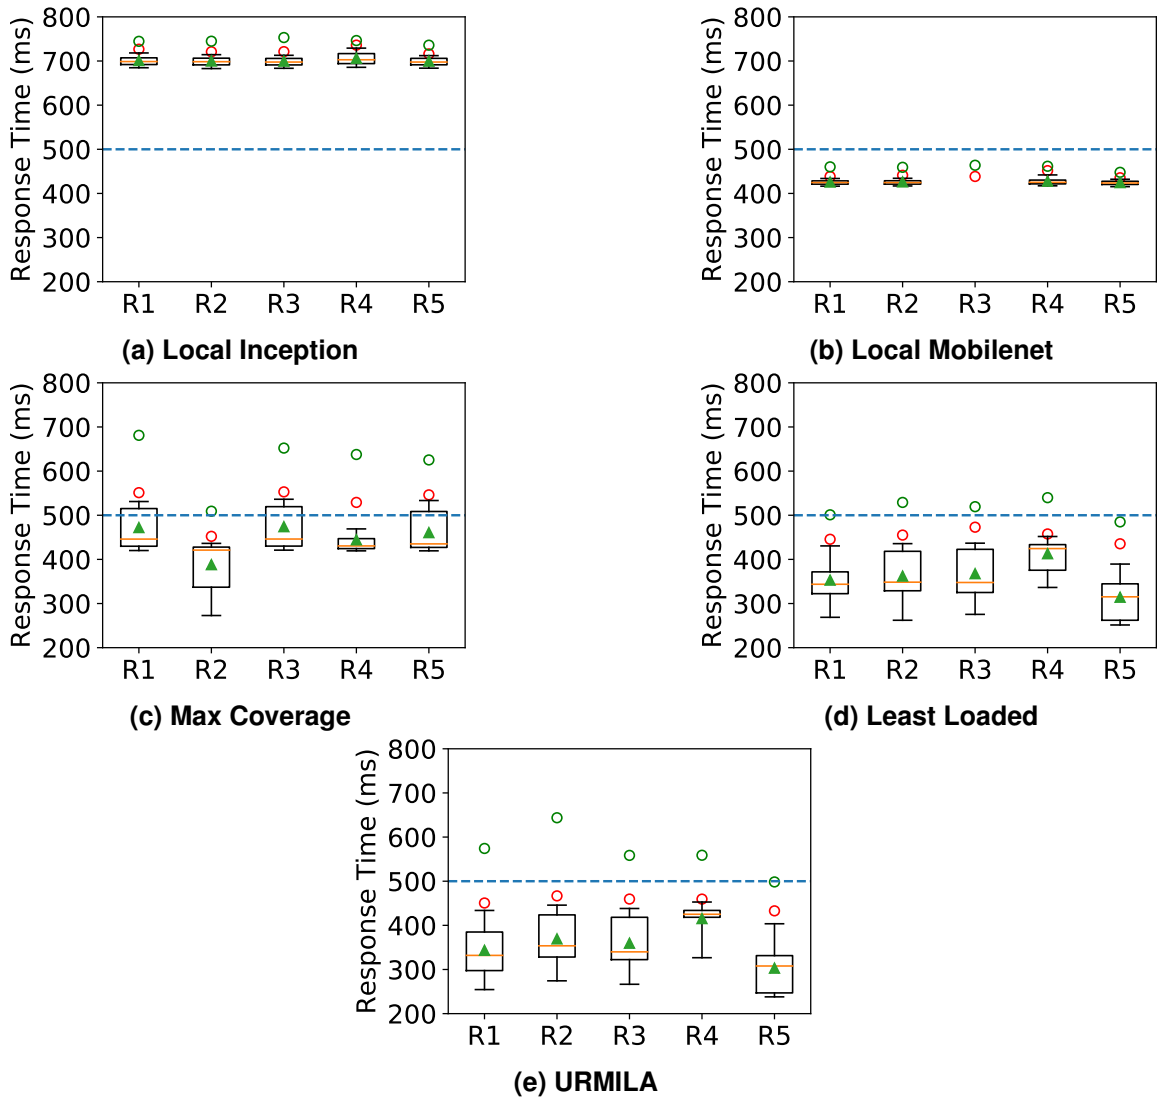 Response Time (ms)
800
700
600
500
400
300
200
R1 R2 R3 R4 R5
(a) Local Inception
Response Time (ms)
800
700
600
500
400
300
200
R1 R2 R3 R4 R5
(b) Local Mobilenet
Response Time (ms)
800
700
600
500
400
300
200
R1 R2 R3 R4 R5
(c) Max Coverage
Response Time (ms)
800
700
600
500
400
300
200
R1 R2 R3 R4 R5
(d) Least Loaded
Response Time (ms)
800
700
600
500
400
300
200
R1 R2 R3 R4 R5
(e) URMILA